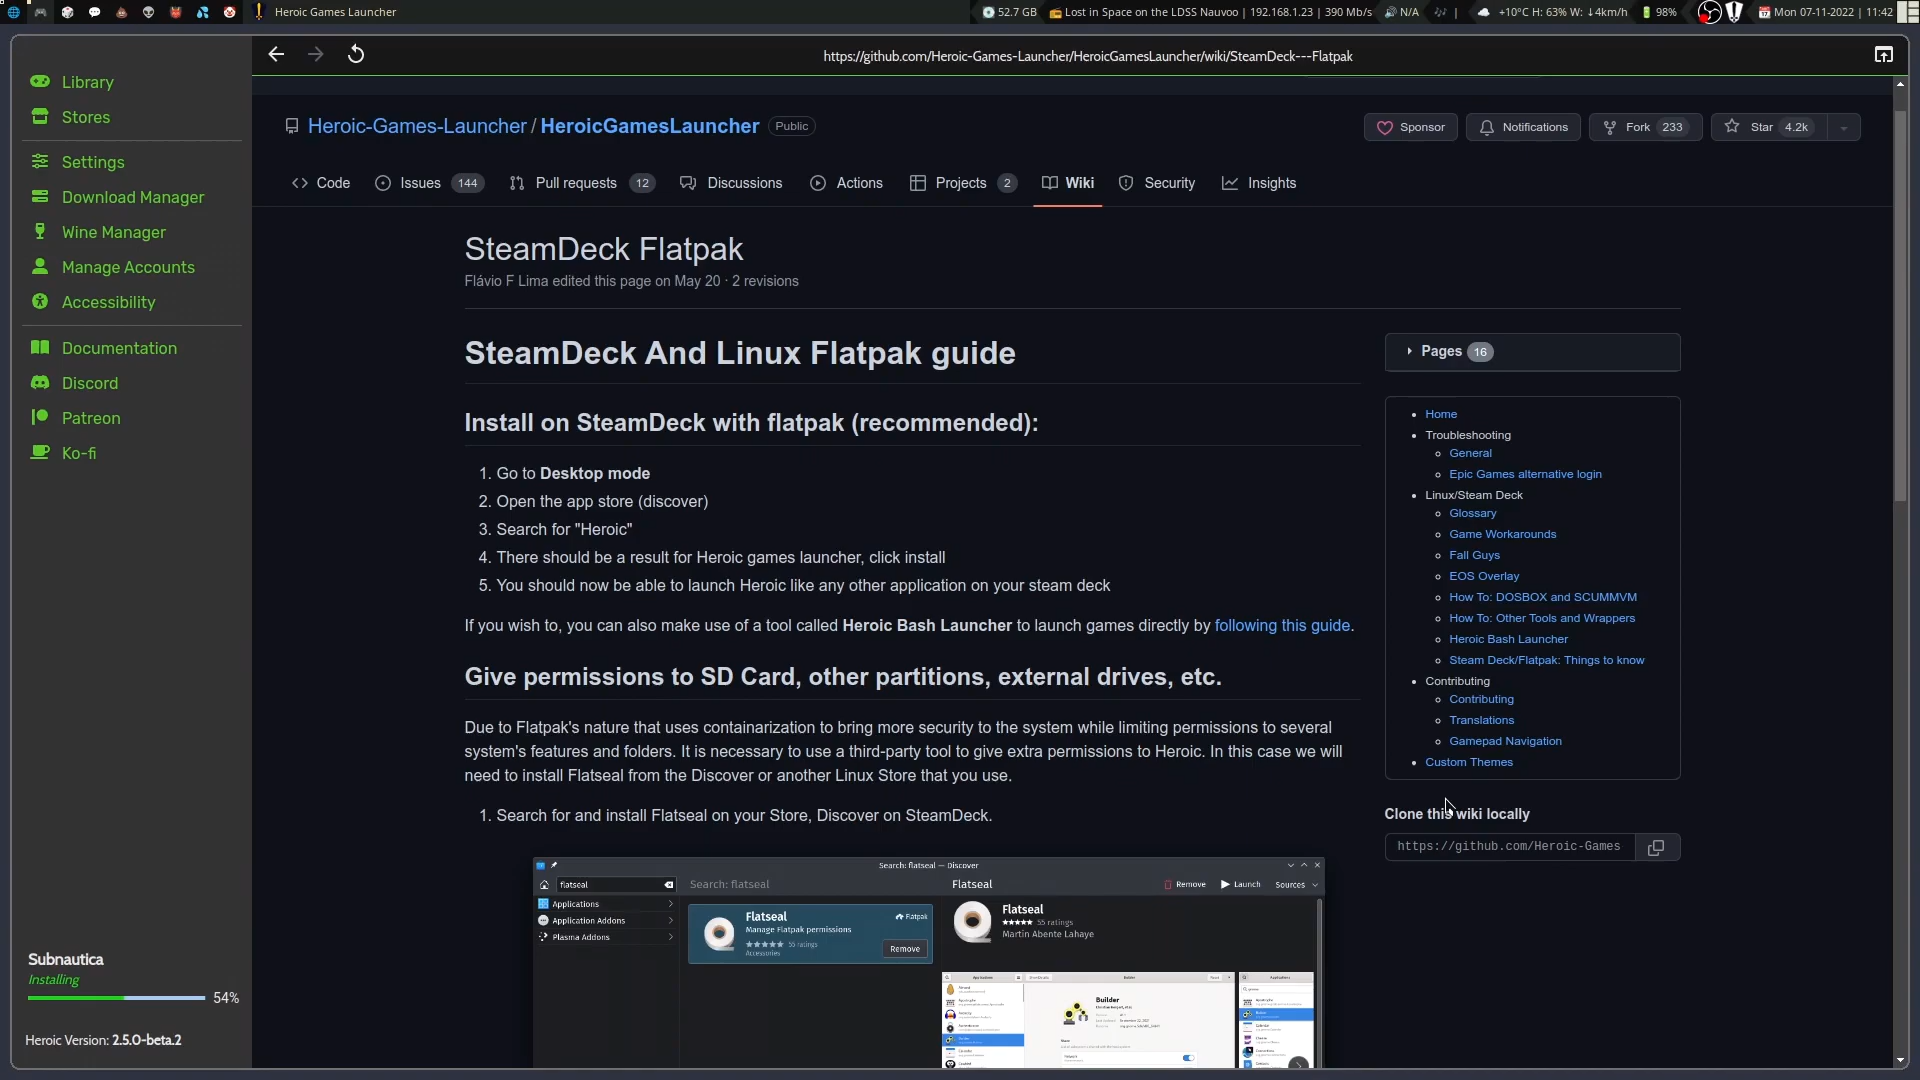 Heroic Games Launcher
52.7 GB
Lost in Space on the LDSS Nauvoo | 192.168.1.23 | 390 Mb/s
N/A
+10°C H: 63% W: ↓4km/h
98%
Mon 07-11-2022 | 11:42
https://github.com/Heroic-Games-Launcher/HeroicGamesLauncher/wiki/SteamDeck---Flatpak
Library
Stores
Settings
Download Manager
Wine Manager
Manage Accounts
Accessibility
Documentation
Discord
Patreon
Ko-fi
Subnautica
Installing
54%
Heroic Version: 2.5.0-beta.2
Heroic-Games-Launcher / HeroicGamesLauncher Public
Sponsor
Notifications
Fork 233
Star 4.2k
Code
Issues 144
Pull requests 12
Discussions
Actions
Projects 2
Wiki
Security
Insights
SteamDeck Flatpak
Flávio F Lima edited this page on May 20 · 2 revisions
SteamDeck And Linux Flatpak guide
Install on SteamDeck with flatpak (recommended):
1. Go to Desktop mode
2. Open the app store (discover)
3. Search for "Heroic"
4. There should be a result for Heroic games launcher, click install
5. You should now be able to launch Heroic like any other application on your steam deck
If you wish to, you can also make use of a tool called Heroic Bash Launcher to launch games directly by following this guide.
Give permissions to SD Card, other partitions, external drives, etc.
Due to Flatpak's nature that uses containarization to bring more security to the system while limiting permissions to several
system's features and folders. It is necessary to use a third-party tool to give extra permissions to Heroic. In this case we will
need to install Flatseal from the Discover or another Linux Store that you use.
1. Search for and install Flatseal on your Store, Discover on SteamDeck.
Search: flatseal — Discover
flatseal
Search: flatseal
Flatseal
Remove
Launch
Sources
Applications
Application Addons
Plasma Addons
Flatseal
Flatpak
Manage Flatpak permissions
55 ratings
Accessories
Remove
Flatseal
55 ratings
Martin Abente Lahaye
Builder
Pages 16
Home
Troubleshooting
General
Epic Games alternative login
Linux/Steam Deck
Glossary
Game Workarounds
Fall Guys
EOS Overlay
How To: DOSBOX and SCUMMVM
How To: Other Tools and Wrappers
Heroic Bash Launcher
Steam Deck/Flatpak: Things to know
Contributing
Contributing
Translations
Gamepad Navigation
Custom Themes
Clone this wiki locally
https://github.com/Heroic-Games